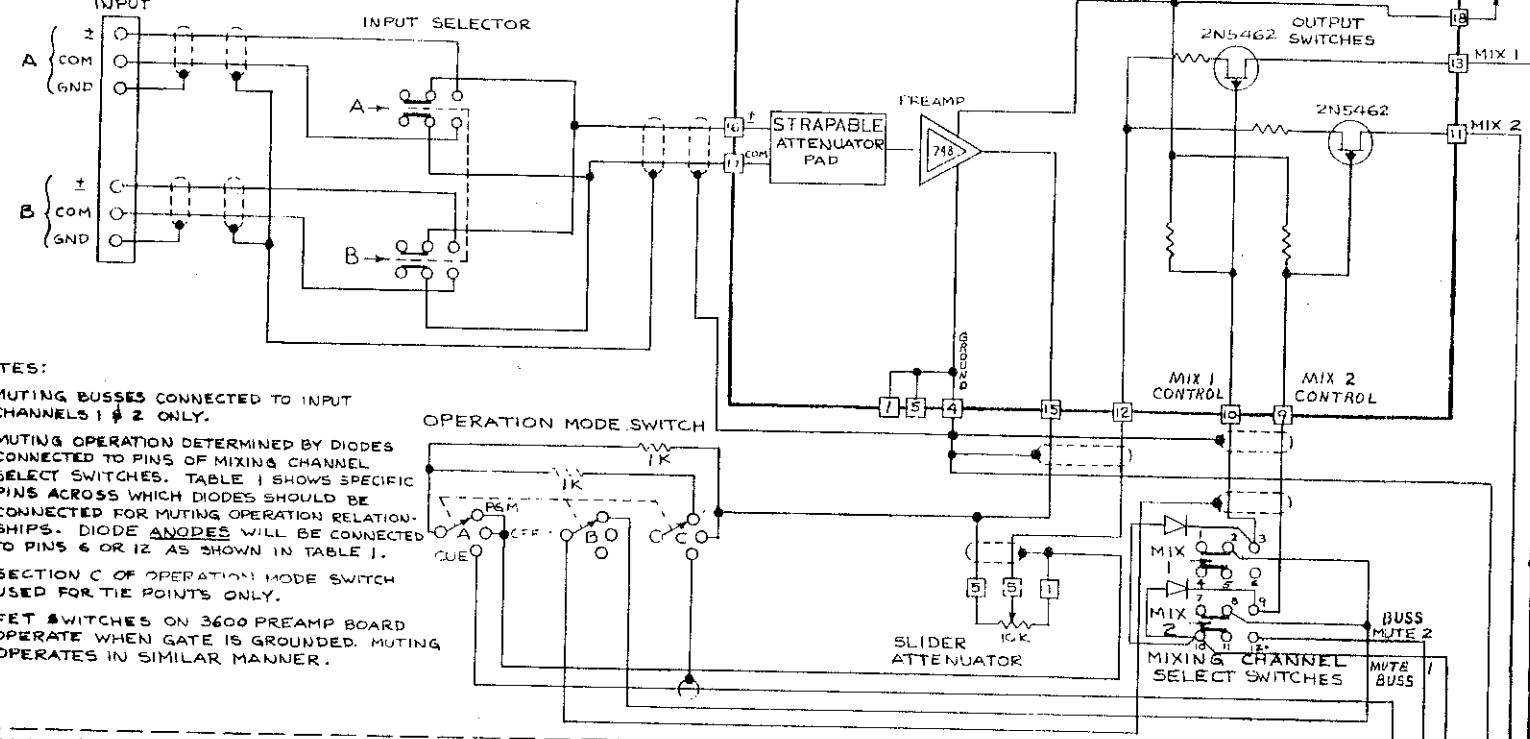 INPUT
INPUT SELECTOR
A
±
COM
GND
A
B
±
COM
GND
B
16
±
17
COM
STRAPABLE
ATTENUATOR
PAD
PREAMP
748
GROUND
2N5462
OUTPUT
SWITCHES
2N5462
18
13
MIX 1
11
MIX 2
MIX 1
CONTROL
MIX 2
CONTROL
1
5
4
15
12
10
9
TES:
MUTING BUSSES CONNECTED TO INPUT
CHANNELS 1 & 2 ONLY.
MUTING OPERATION DETERMINED BY DIODES
CONNECTED TO PINS OF MIXING CHANNEL
SELECT SWITCHES. TABLE 1 SHOWS SPECIFIC
PINS ACROSS WHICH DIODES SHOULD BE
CONNECTED FOR MUTING OPERATION RELATION-
SHIPS. DIODE ANODES WILL BE CONNECTED
TO PINS 6 OR 12 AS SHOWN IN TABLE 1.
SECTION C OF OPERATION MODE SWITCH
USED FOR TIE POINTS ONLY.
FET SWITCHES ON 3600 PREAMP BOARD
OPERATE WHEN GATE IS GROUNDED. MUTING
OPERATES IN SIMILAR MANNER.
OPERATION MODE SWITCH
1K
1K
PGM
A
OFF
CUE
B
C
5
5
1
10K
SLIDER
ATTENUATOR
MIX
1
1
2
3
4
5
6
MIX
2
7
8
9
10
11
12
MIXING CHANNEL
SELECT SWITCHES
BUSS
MUTE 2
MUTE 1
BUSS